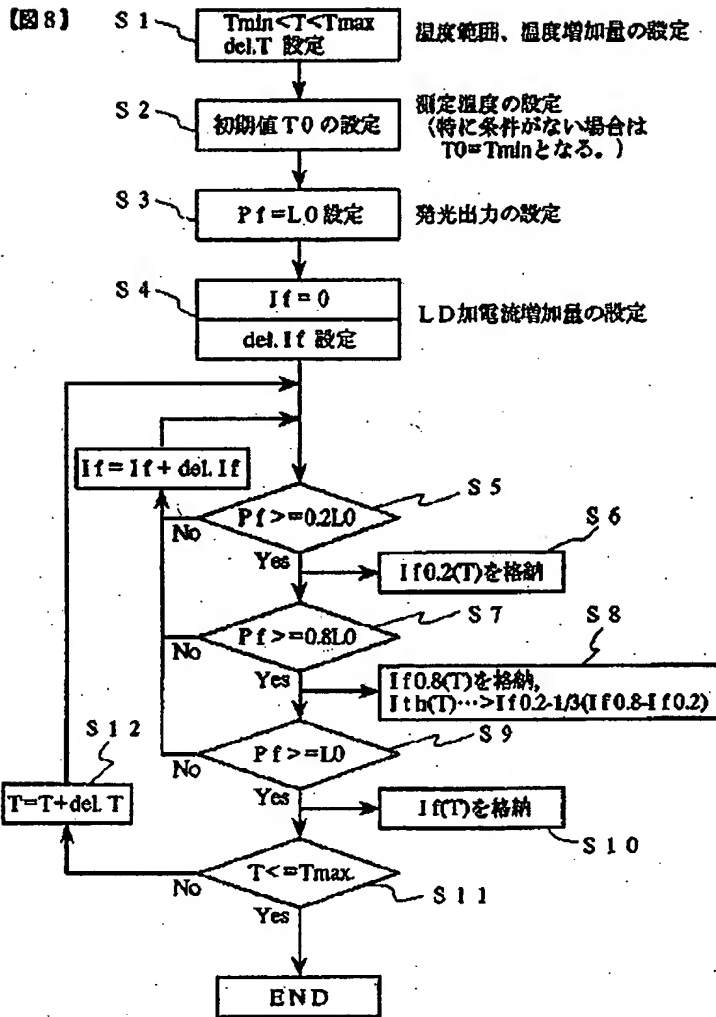 【図8】
S1
Tmin<T<Tmax
del.T 設定
温度範囲、温度増加量の設定
S2
初期値T0の設定
測定温度の設定
(特に条件がない場合は
T0=Tminとなる。)
S3
Pf=L0設定
発光出力の設定
S4
If=0
del.If 設定
LD加電流増加量の設定
If=If+del.If
S5
Pf>=0.2L0
No
Yes
S6
If0.2(T)を格納
S7
Pf>=0.8L0
No
Yes
S8
If0.8(T)を格納,
Ith(T)…>If0.2-1/3(If0.8-If0.2)
S9
Pf>=L0
No
Yes
S12
T=T+del.T
If(T)を格納
S10
T<=Tmax.
No
Yes
S11
END